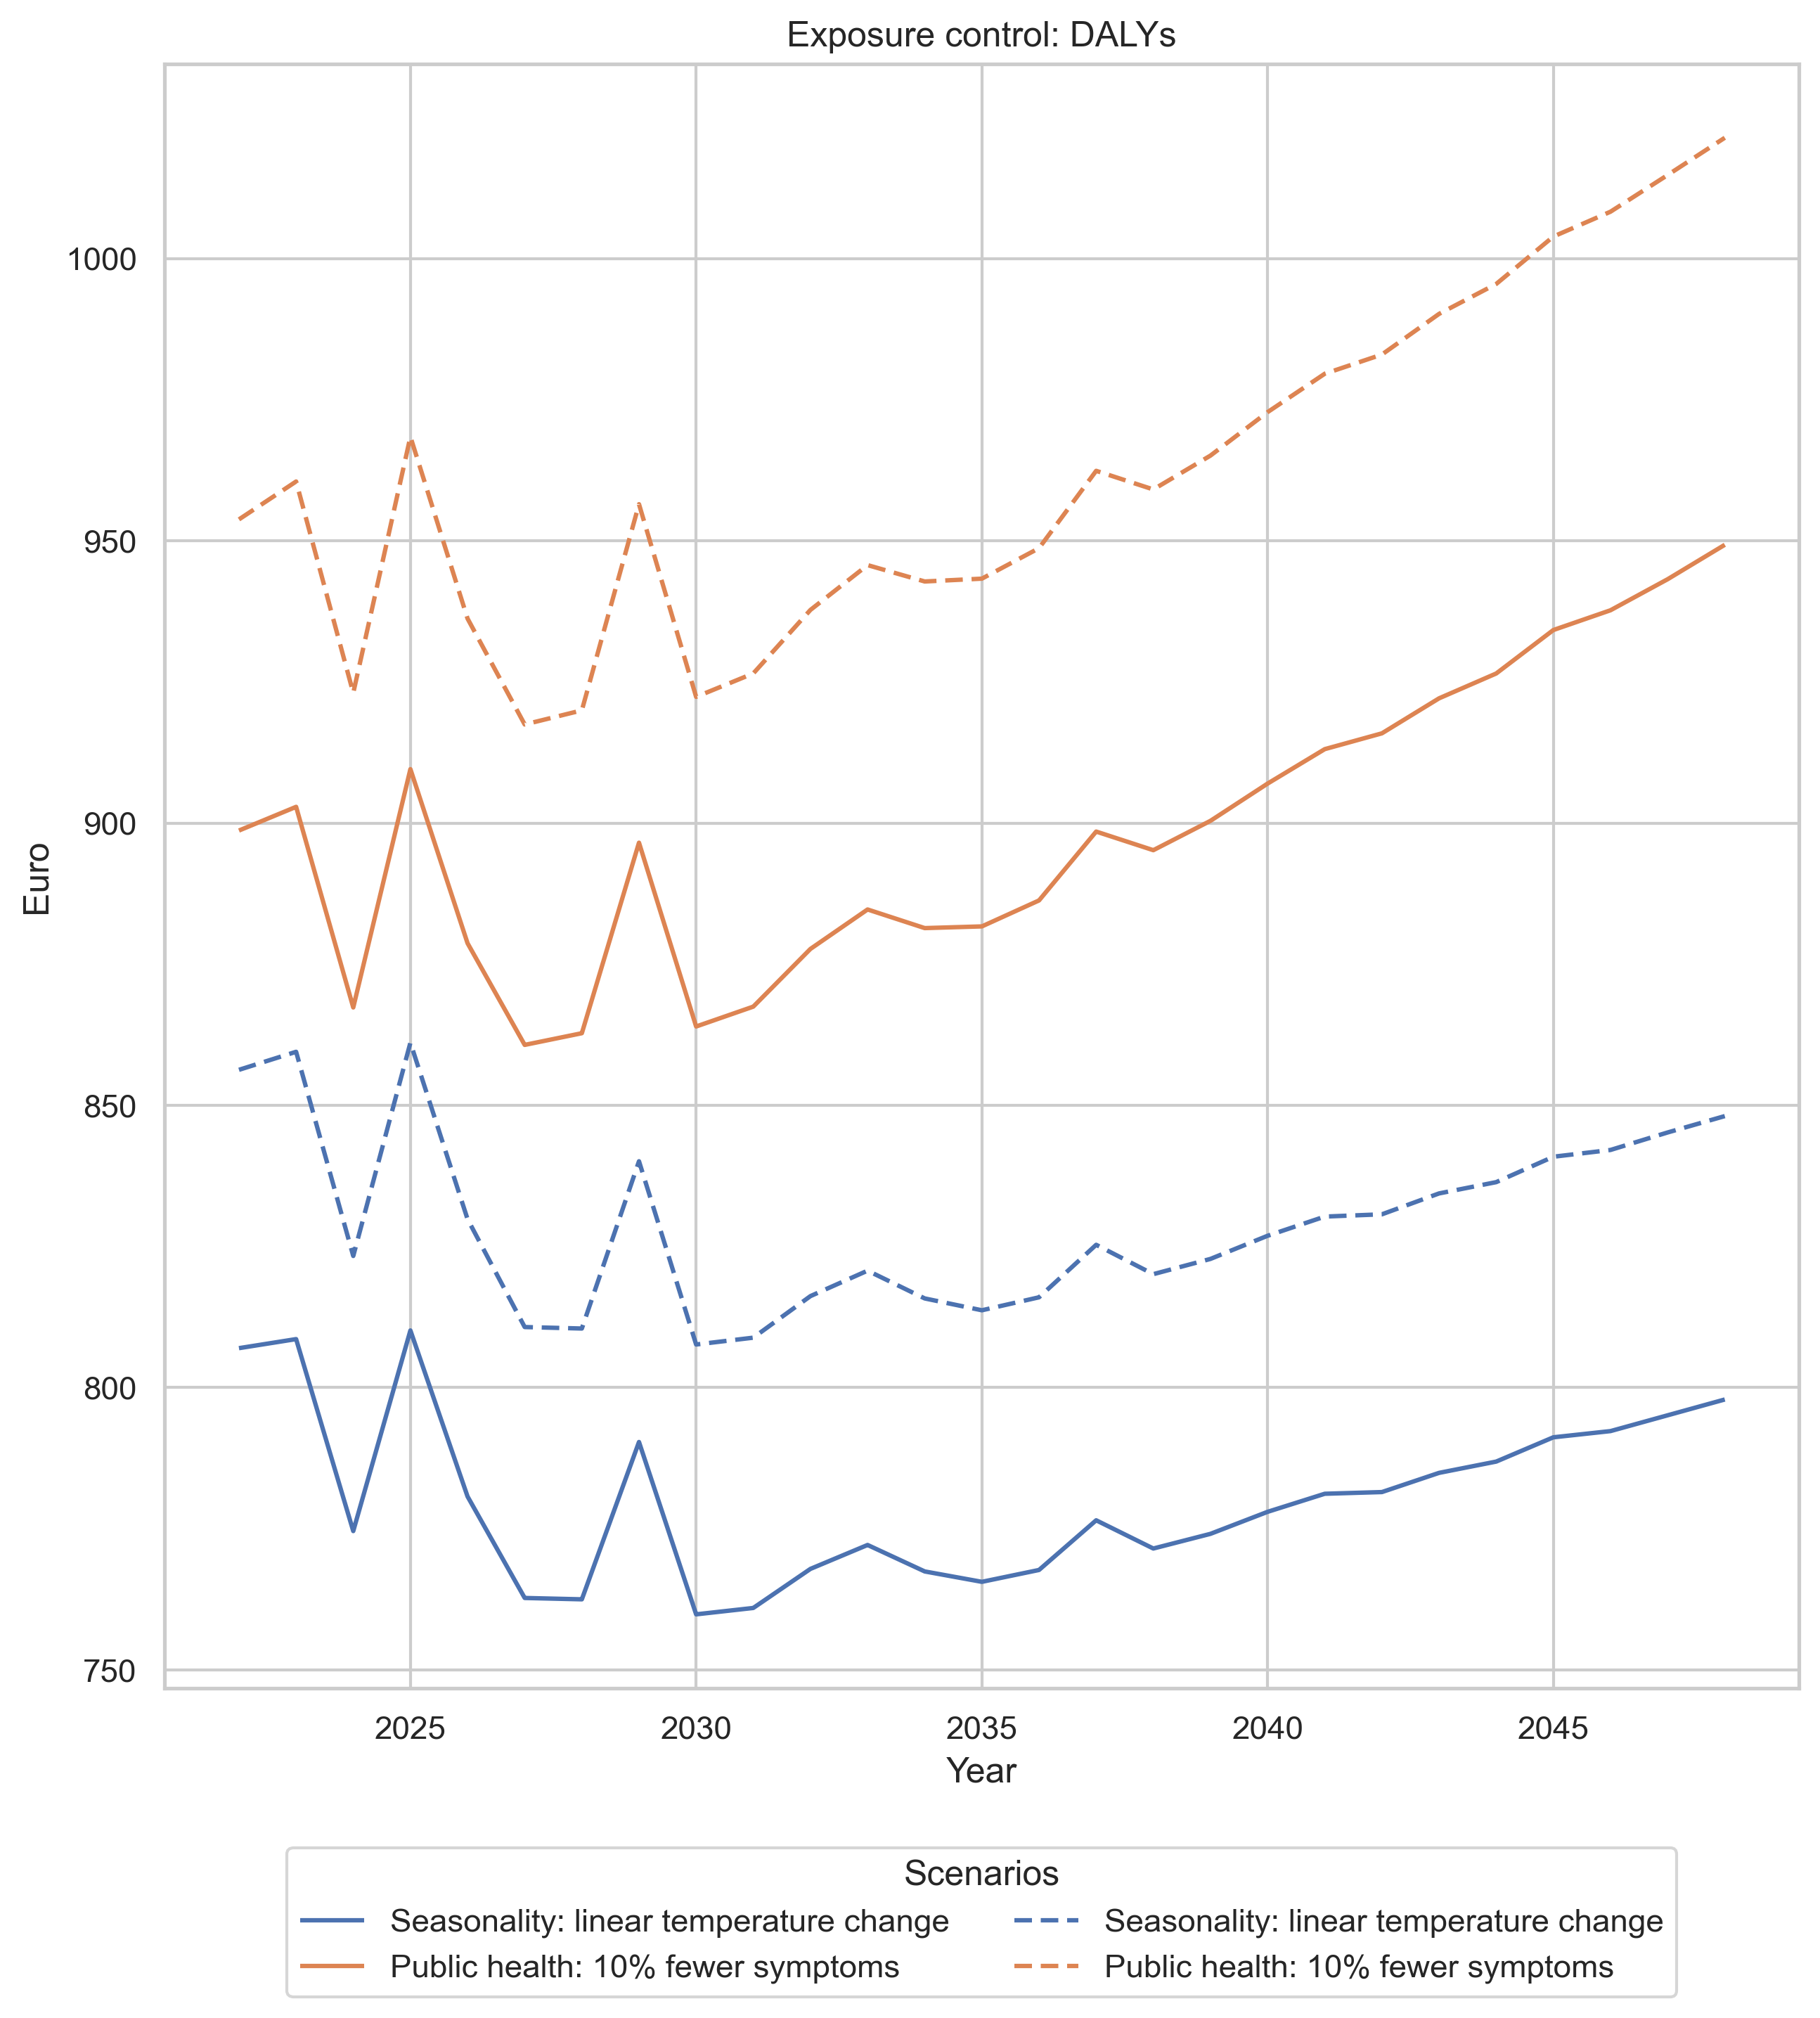 Exposure control: DALYs
1000
950
900
850
800
750
Euro
2025 2030 2035 2040 2045
Year
Scenarios
Seasonality: linear temperature change Seasonality: linear temperature change
Public health: 10% fewer symptoms Public health: 10% fewer symptoms